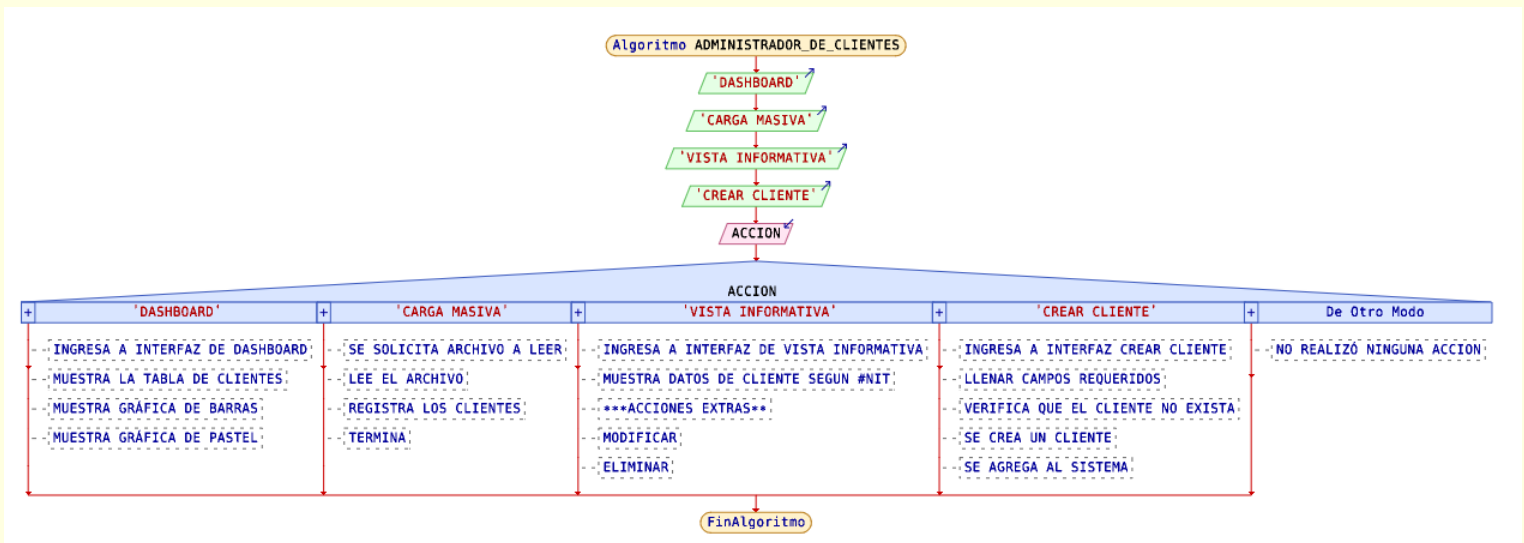 Algoritmo ADMINISTRADOR_DE_CLIENTES
'DASHBOARD'
'CARGA MASIVA'
'VISTA INFORMATIVA'
'CREAR CLIENTE'
ACCION
ACCION
+ 'DASHBOARD' + 'CARGA MASIVA' + 'VISTA INFORMATIVA' + 'CREAR CLIENTE' + De Otro Modo
INGRESA A INTERFAZ DE DASHBOARD
MUESTRA LA TABLA DE CLIENTES
MUESTRA GRÁFICA DE BARRAS
MUESTRA GRÁFICA DE PASTEL
SE SOLICITA ARCHIVO A LEER
LEE EL ARCHIVO
REGISTRA LOS CLIENTES
TERMINA
INGRESA A INTERFAZ DE VISTA INFORMATIVA
MUESTRA DATOS DE CLIENTE SEGUN #NIT
***ACCIONES EXTRAS**
MODIFICAR
ELIMINAR
INGRESA A INTERFAZ CREAR CLIENTE
LLENAR CAMPOS REQUERIDOS
VERIFICA QUE EL CLIENTE NO EXISTA
SE CREA UN CLIENTE
SE AGREGA AL SISTEMA
NO REALIZÓ NINGUNA ACCION
FinAlgoritmo